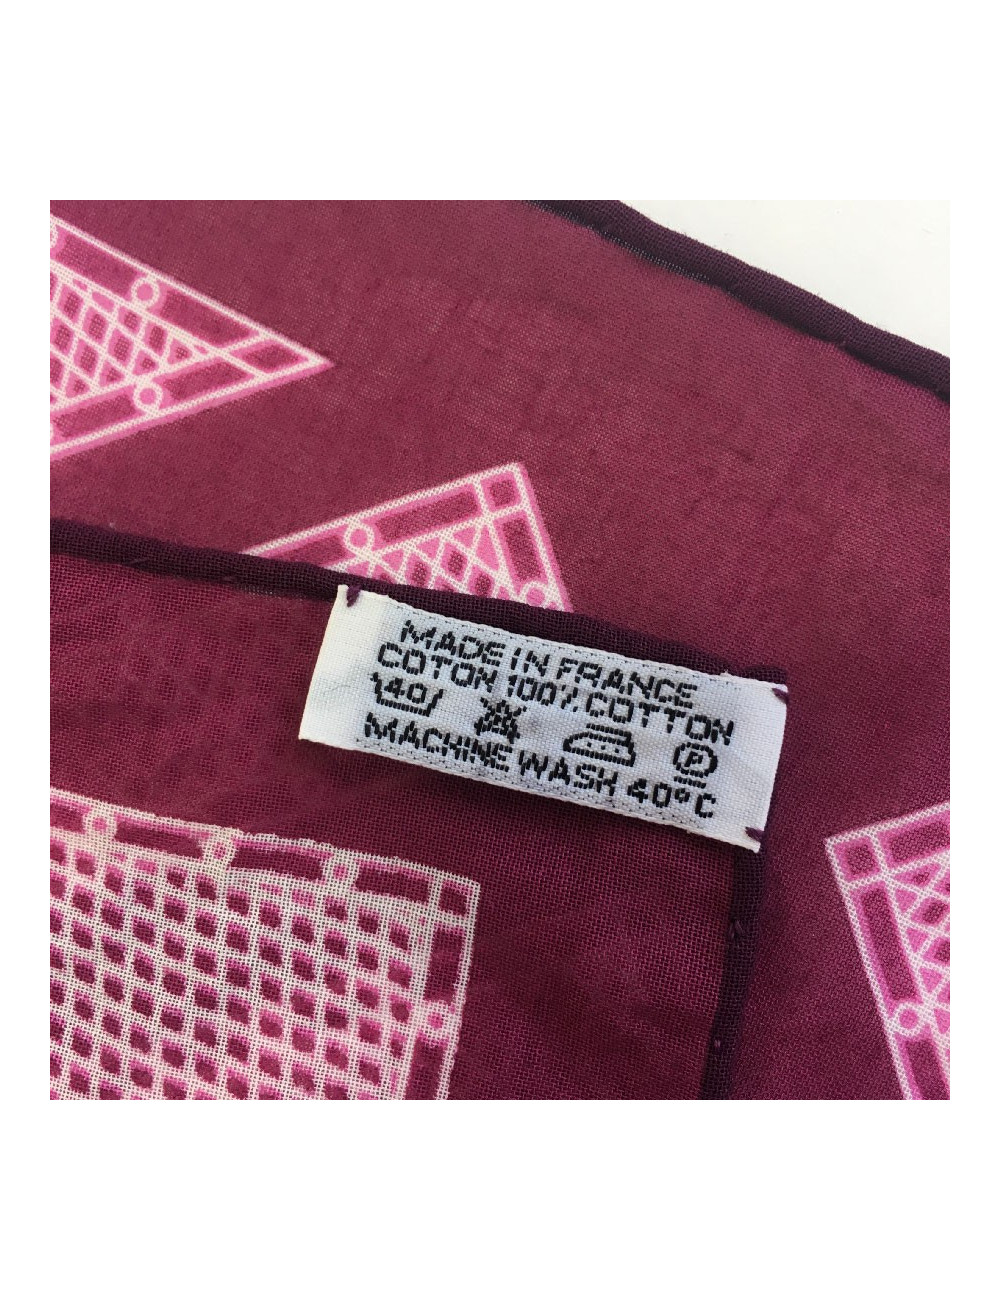 MADE IN FRANCE
COTON 100% COTTON
40 P
MACHINE WASH 40°C